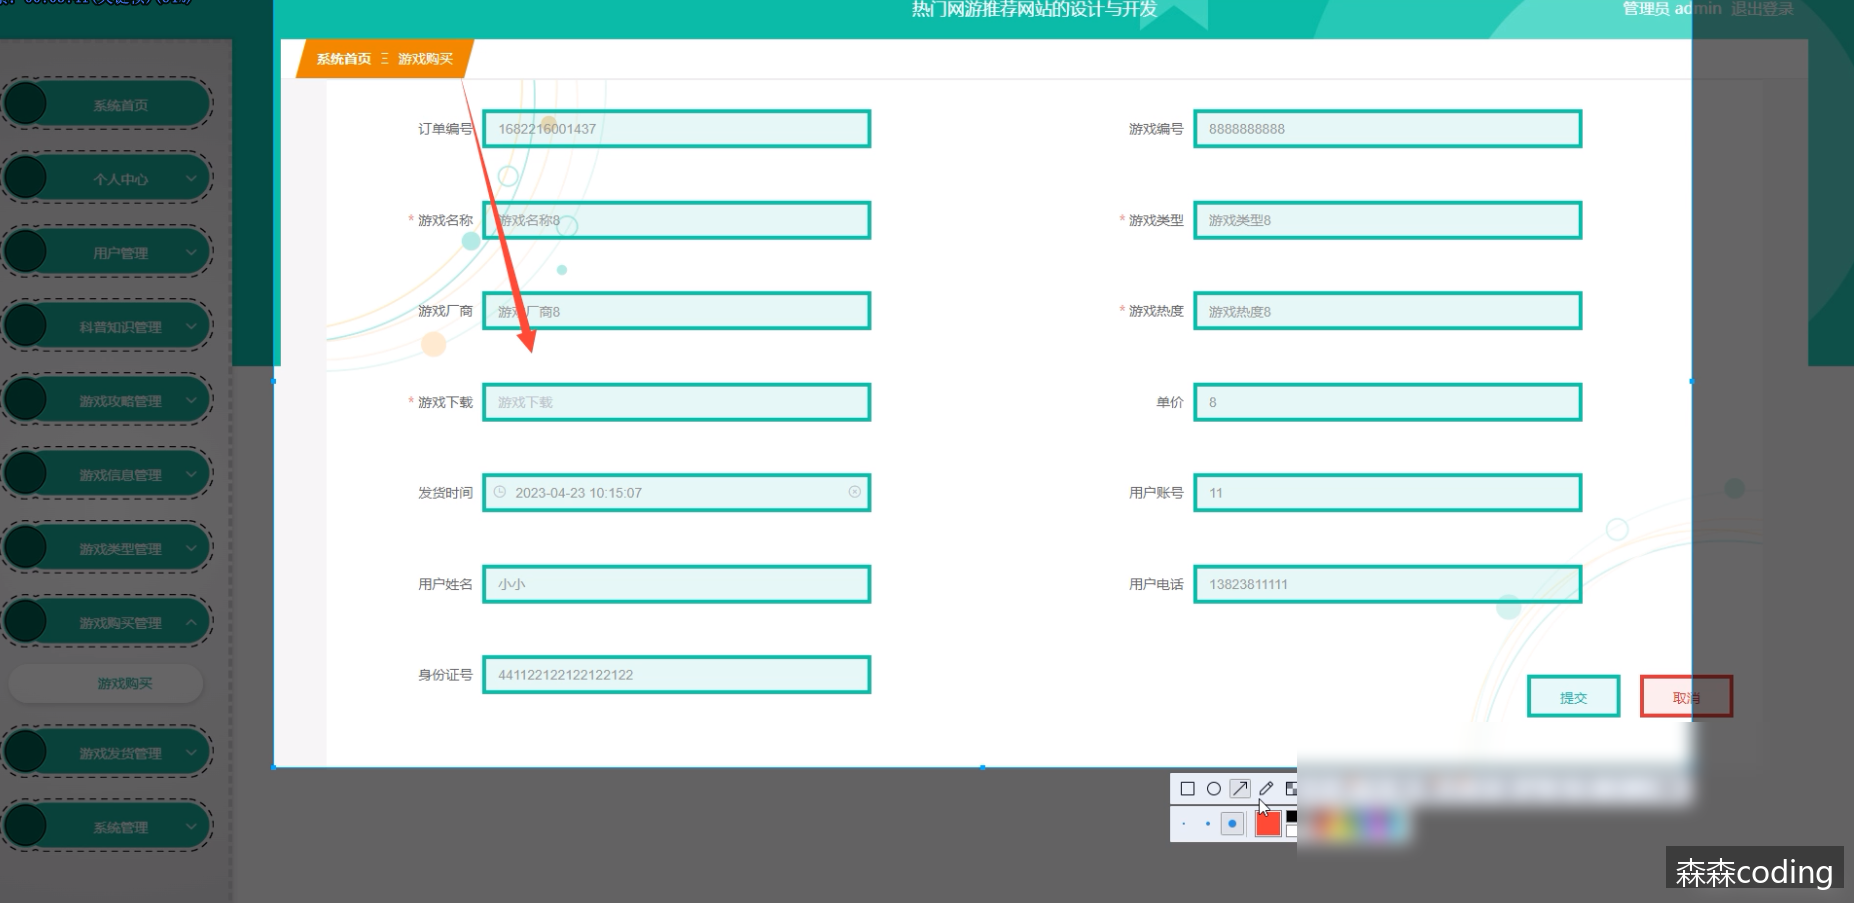 热门网游推荐网站的设计与开发
管理员 admin 退出登录
系统首页 游戏购买
系统首页
个人中心
用户管理
科普知识管理
游戏攻略管理
游戏信息管理
游戏类型管理
游戏购买管理
游戏购买
游戏发货管理
系统管理
订单编号 1682216001437
游戏编号 8888888888
* 游戏名称 游戏名称8
* 游戏类型 游戏类型8
游戏厂商 游戏厂商8
* 游戏热度 游戏热度8
* 游戏下载 游戏下载
单价 8
发货时间 2023-04-23 10:15:07
用户账号 11
用户姓名 小小
用户电话 13823811111
身份证号 441122122122122122
提交
取消
森森coding